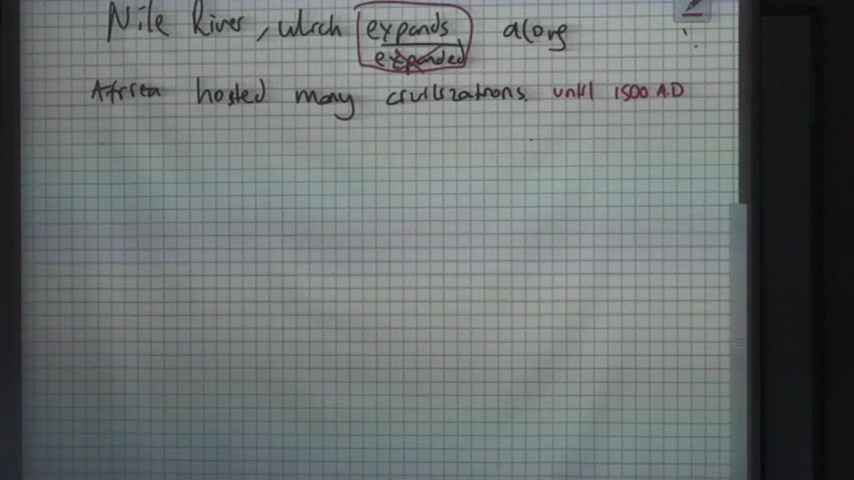 Nile River, which expands along
expanded
Africa hosted many civilizations until 1500 A.D